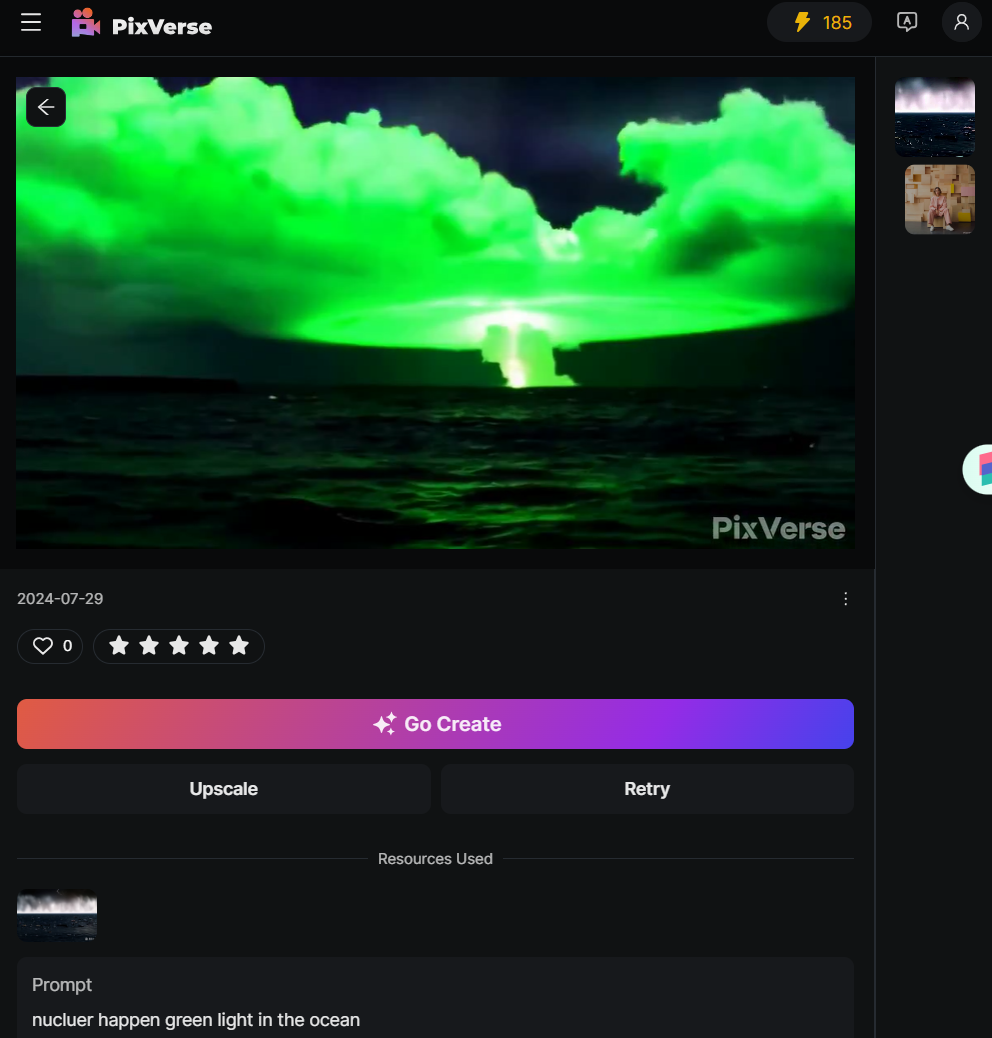 PixVerse
185
PixVerse
2024-07-29
0
Go Create
Upscale
Retry
Resources Used
Prompt
nucluer happen green light in the ocean